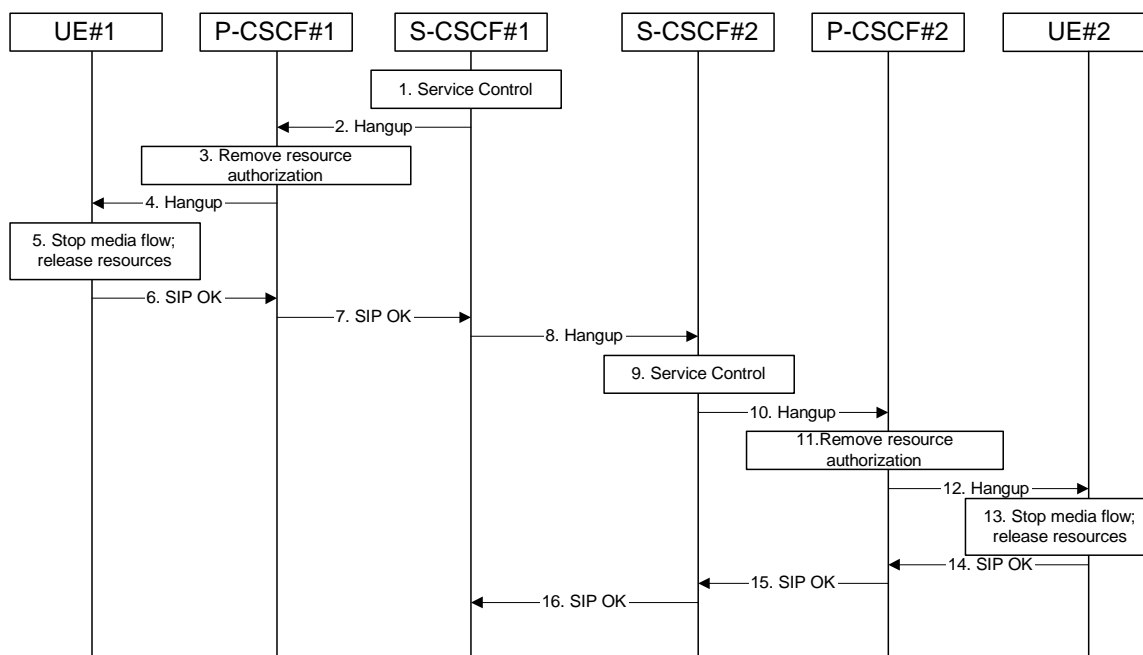 UE#1
P-CSCF#1
S-CSCF#1
S-CSCF#2
P-CSCF#2
UE#2
1. Service Control
2. Hangup
3. Remove resource
authorization
4. Hangup
5. Stop media flow;
release resources
6. SIP OK
7. SIP OK
8. Hangup
9. Service Control
10. Hangup
11.Remove resource
authorization
12. Hangup
13. Stop media flow;
release resources
14. SIP OK
15. SIP OK
16. SIP OK